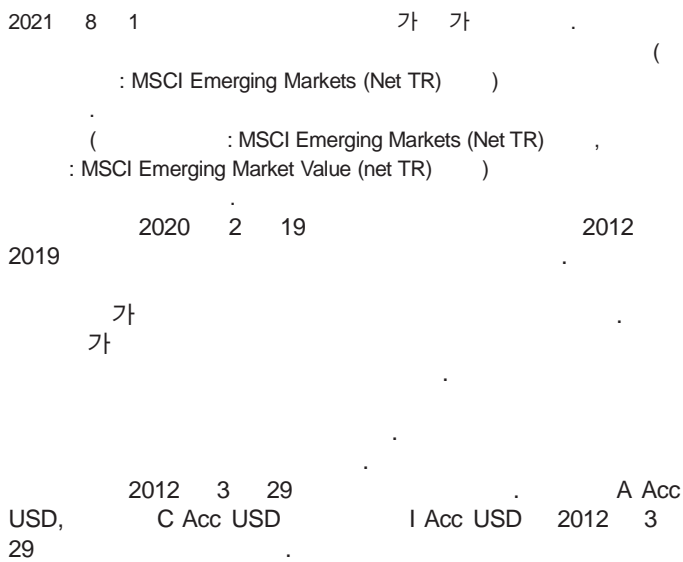 2021 8 1 가 가 .
(
: MSCI Emerging Markets (Net TR) )
.
( : MSCI Emerging Markets (Net TR) ,
: MSCI Emerging Market Value (net TR) )
.
2020 2 19 2012
2019 .
가 .
가
.
.
.
2012 3 29 . A Acc
USD, C Acc USD I Acc USD 2012 3
29 .